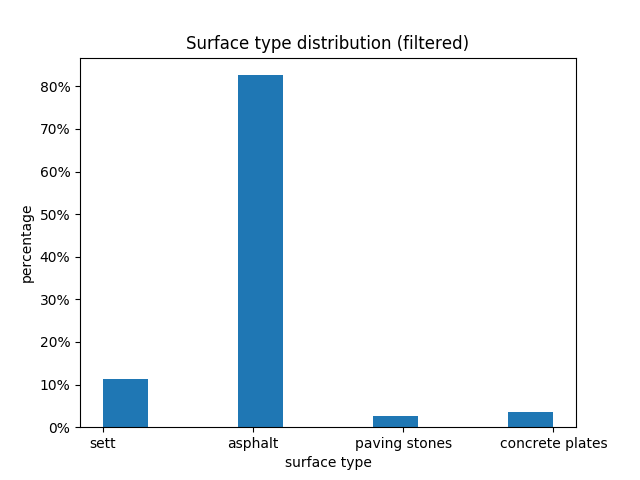 Surface type distribution (filtered)
80%
70%
60%
50%
40%
30%
20%
10%
0%
percentage
sett asphalt paving stones concrete plates
surface type